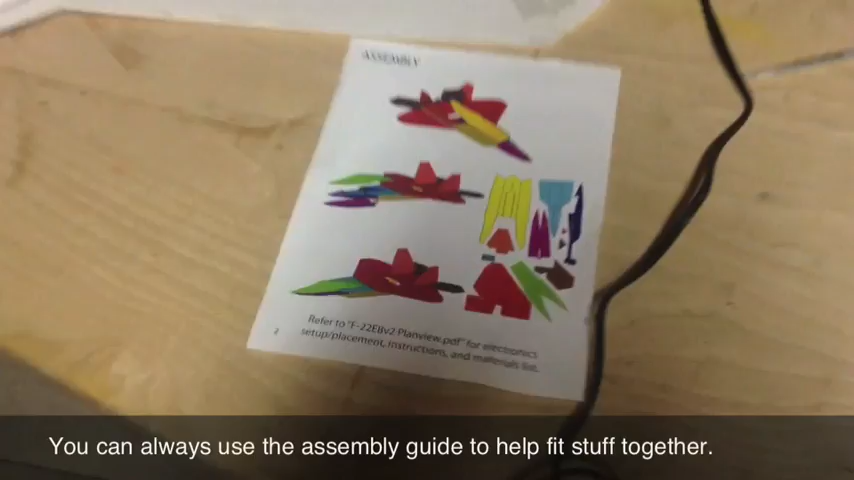 ASSEMBLY
Refer to "F-22EBv2-Planview.pdf" for electronics
setup/placement, instructions, and materials list.
2
You can always use the assembly guide to help fit stuff together.